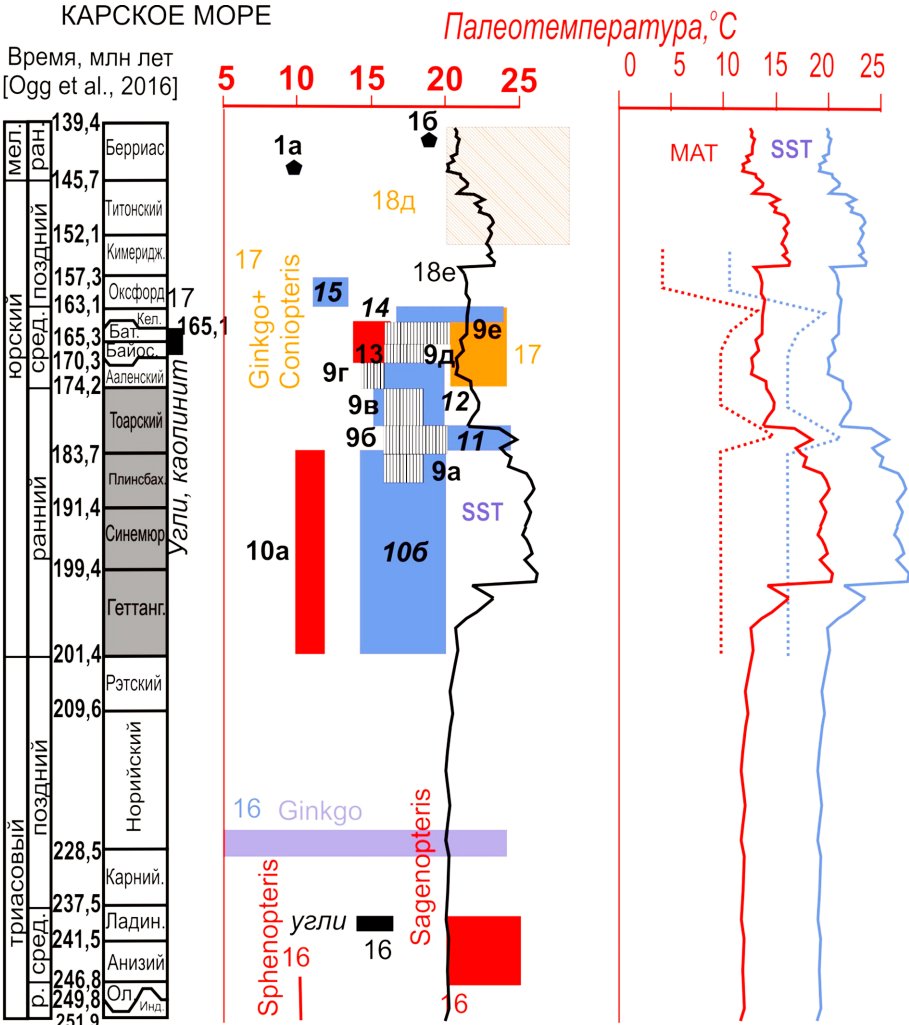 КАРСКОЕ МОРЕ
Палеотемпература,°C
Время, млн лет
[Ogg et al., 2016]
5 10 15 20 25
0 5 10 15 20 25
139,4
мел.
ран.
Берриас.
1а
1б
МАТ
SST
145,7
юрский
поздний
Титонский
18д
152,1
Кимеридж.
17
18е
157,3
Оксфорд
17
15
163,1
сред.
Кел.
14
9е
165,1
Бат.
165,3
Байос.
13
9д
17
170,3
Ааленский
9г
174,2
Ginkgo+
Coniopteris
Угли, каолинит
ранний
Тоарский
9в
12
9б
11
183,7
Плинсбах.
9а
191,4
SST
Синемюр.
10а
10б
199,4
Геттанг.
201,4
триасовый
поздний
Рэтский
209,6
Норийский
16 Ginkgo
228,5
Карний.
237,5
сред.
Ладин.
Sphenopteris
угли
Sagenopteris
241,5
16
16
Анизий
246,8
р.
Ол.
16
249,8
Инд.
251,9